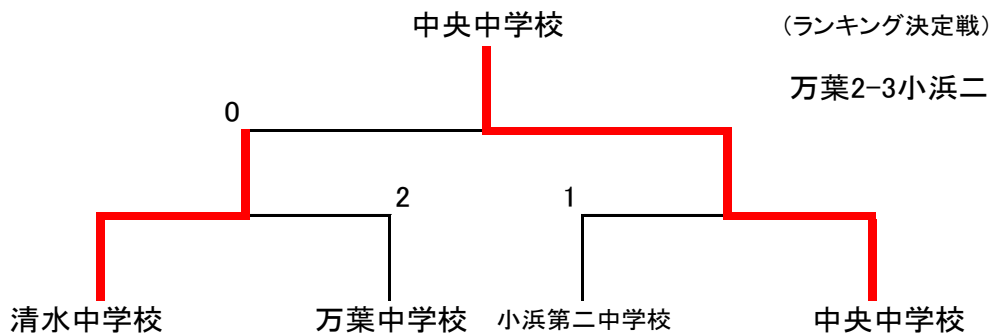 中央中学校
(ランキング決定戦)
万葉2-3小浜二
0
2
1
清水中学校
万葉中学校
小浜第二中学校
中央中学校